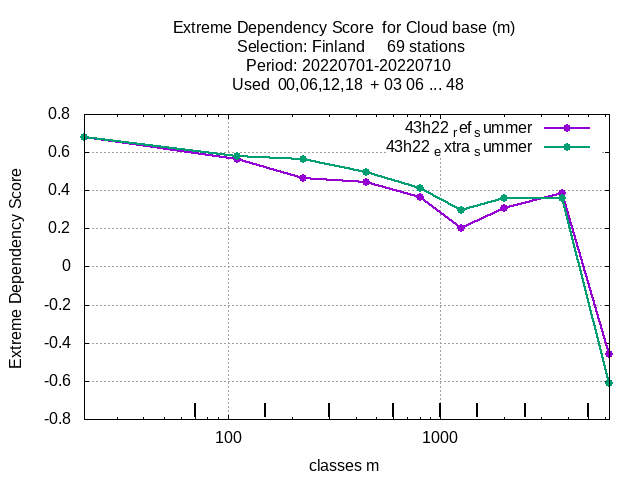 Extreme Dependency Score  for Cloud base (m)
Selection: Finland     69 stations
Period: 20220701-20220710
Used  00,06,12,18  + 03 06 ... 48
43h22 ref summer
43h22 extra summer
Extreme Dependency Score
0.8
0.6
0.4
0.2
0
-0.2
-0.4
-0.6
-0.8
100 1000
classes m